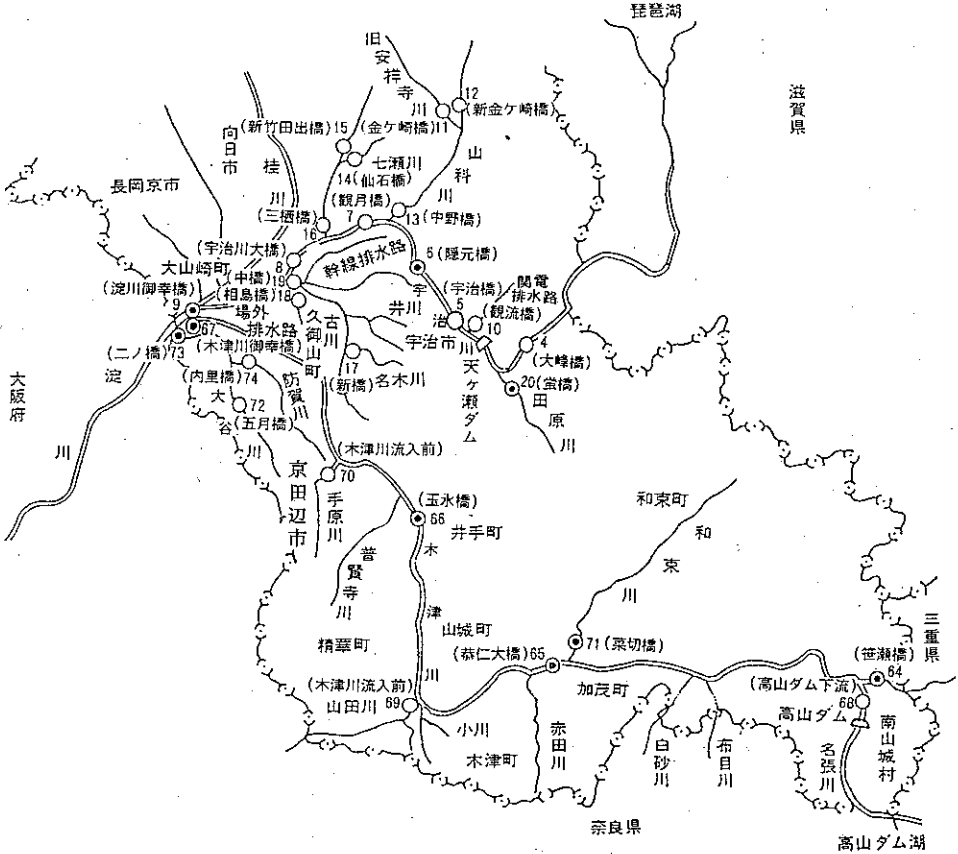 琵琶湖
滋賀県
旧安祥寺川
12
(新金ケ崎橋)
(新竹田出橋)15
(金ケ崎橋)11
向日市
桂川
七瀬川
14(仙石橋)
山科川
長岡京市
(観月橋)
7
13(中野橋)
(三栖橋)
16
(宇治川大橋)
8
幹線排水路
6(隠元橋)
大山崎町
(中橋)
19
(淀川御幸橋)
9
(相島橋)18
場外排水路
67
(木津川御幸橋)
(二ノ橋)
73
久御山町
古川
井川
宇治川
(宇治橋)
5
関電排水路
(観流橋)
10
宇治市
4
(大峰橋)
天ケ瀬ダム
20(蛍橋)
田原川
17
(新橋)
名木川
大阪府
淀川
(内里橋)
74
防賀川
大谷川
72
(五月橋)
(木津川流入前)
70
京田辺市
手原川
(玉水橋)
66
井手町
和束町
和束川
普賢寺川
木津川
山城町
精華町
71(菜切橋)
(恭仁大橋)65
加茂町
三重県
(笹瀬橋)
64
(高山ダム下流)
68
高山ダム
(木津川流入前)
69
山田川
小川
木津町
赤田川
白砂川
布目川
名張川
南山城村
奈良県
高山ダム湖